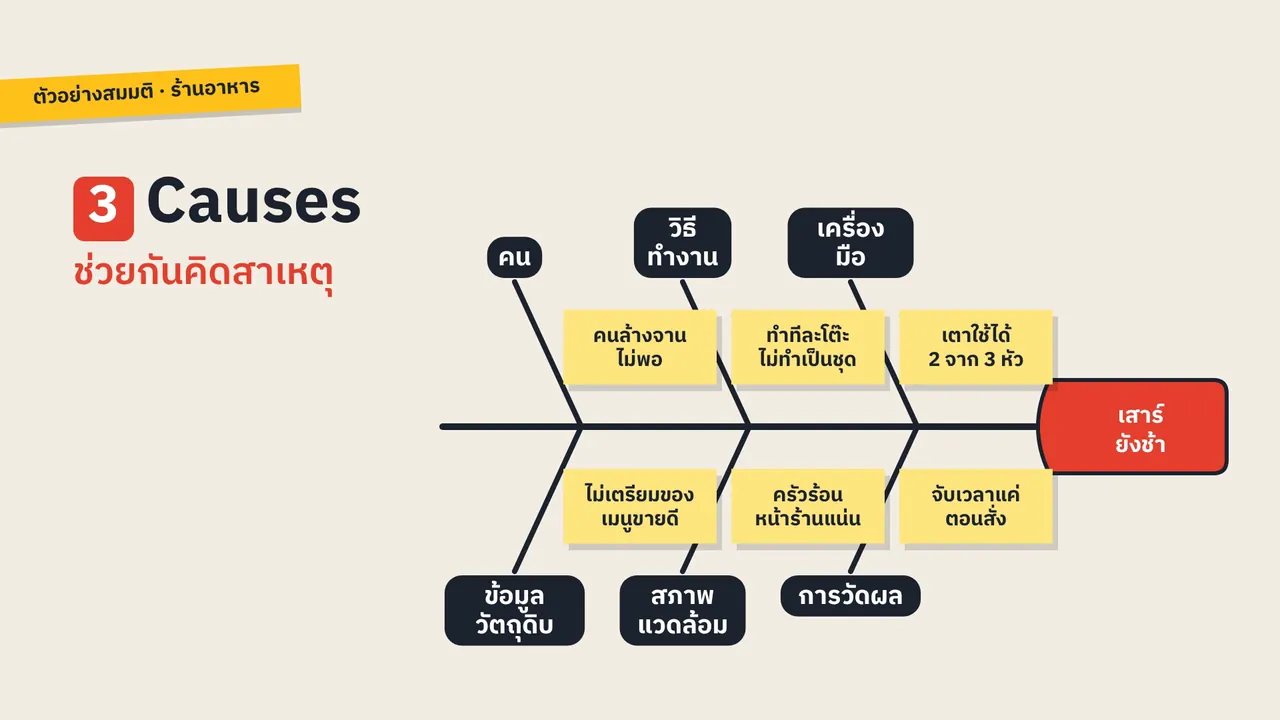 ตัวอย่างสมมติ · ร้านอาหาร
3 Causes
ช่วยกันคิดสาเหตุ
คน
วิธี
ทำงาน
เครื่อง
มือ
คนล้างจาน
ไม่พอ
ทำทีละโต๊ะ
ไม่ทำเป็นชุด
เตาใช้ได้
2 จาก 3 หัว
เสาร์
ยังช้า
ไม่เตรียมของ
เมนูขายดี
ครัวร้อน
หน้าร้านแน่น
จับเวลาแค่
ตอนสั่ง
ข้อมูล
วัตถุดิบ
สภาพ
แวดล้อม
การวัดผล